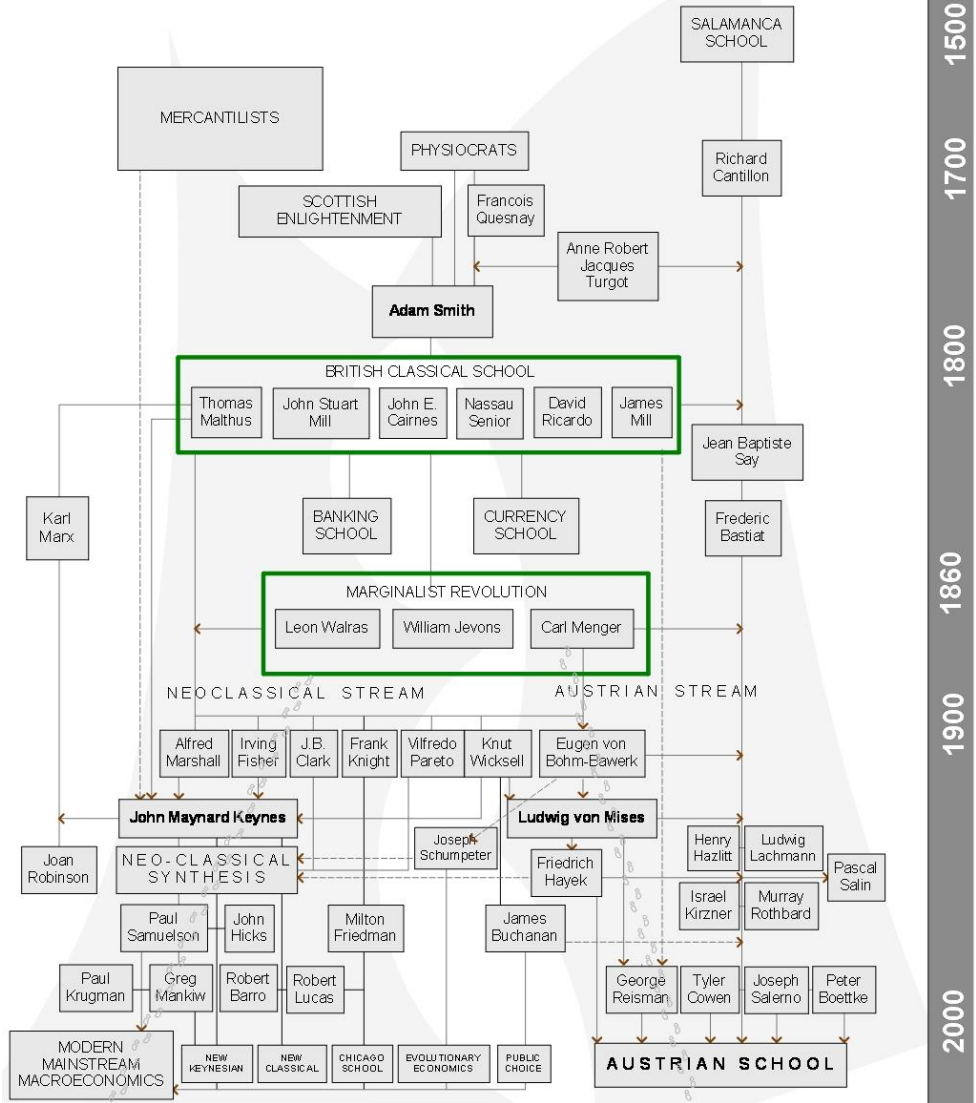 SALAMANCA
SCHOOL
1500
MERCANTILISTS
PHYSIOCRATS
Richard
Cantillon
1700
SCOTTISH
ENLIGHTENMENT
Francois
Quesnay
Anne Robert
Jacques
Turgot
Adam Smith
1800
BRITISH CLASSICAL SCHOOL
Thomas
Malthus
John Stuart
Mill
John E.
Cairnes
Nassau
Senior
David
Ricardo
James
Mill
Jean Baptiste
Say
Karl
Marx
BANKING
SCHOOL
CURRENCY
SCHOOL
Frederic
Bastiat
1860
MARGINALIST REVOLUTION
Leon Walras
William Jevons
Carl Menger
NEOCLASSICAL STREAM
AUSTRIAN STREAM
1900
Alfred
Marshall
Irving
Fisher
J.B.
Clark
Frank
Knight
Vilfredo
Pareto
Knut
Wicksell
Eugen von
Bohm-Bawerk
John Maynard Keynes
Ludwig von Mises
Joan
Robinson
NEO-CLASSICAL
SYNTHESIS
Joseph
Schumpeter
Friedrich
Hayek
Henry
Hazlitt
Ludwig
Lachmann
Pascal
Salin
Israel
Kirzner
Murray
Rothbard
Paul
Samuelson
John
Hicks
Milton
Friedman
James
Buchanan
Paul
Krugman
Greg
Mankiw
Robert
Barro
Robert
Lucas
George
Reisman
Tyler
Cowen
Joseph
Salerno
Peter
Boettke
2000
MODERN
MAINSTREAM
MACROECONOMICS
NEW
KEYNESIAN
NEW
CLASSICAL
CHICAGO
SCHOOL
EVOLUTIONARY
ECONOMICS
PUBLIC
CHOICE
AUSTRIAN SCHOOL